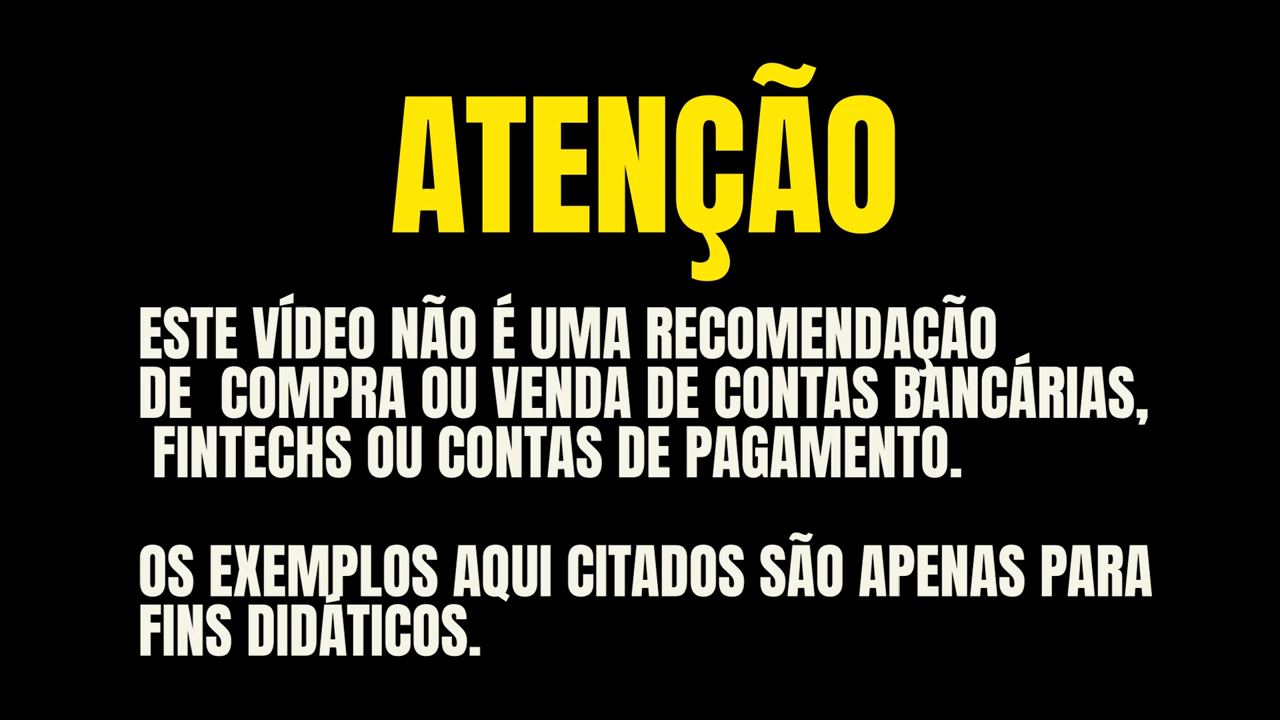 ATENÇÃO
ESTE VÍDEO NÃO É UMA RECOMENDAÇÃO
DE COMPRA OU VENDA DE CONTAS BANCÁRIAS,
FINTECHS OU CONTAS DE PAGAMENTO.
OS EXEMPLOS AQUI CITADOS SÃO APENAS PARA
FINS DIDÁTICOS.